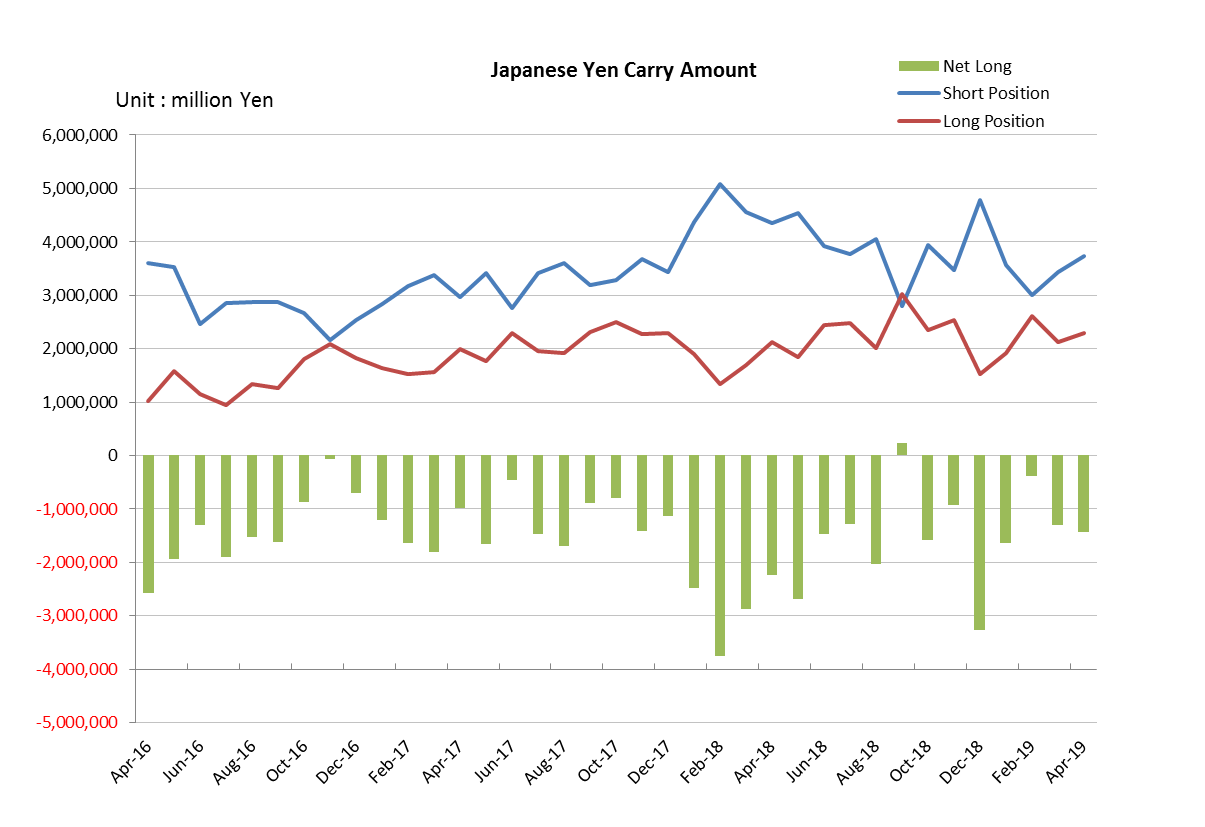 Japanese Yen Carry Amount
Net Long
Short Position
Long Position
Unit : million Yen
6,000,000
5,000,000
4,000,000
3,000,000
2,000,000
1,000,000
0
-1,000,000
-2,000,000
-3,000,000
-4,000,000
-5,000,000
Apr-16
Jun-16
Aug-16
Oct-16
Dec-16
Feb-17
Apr-17
Jun-17
Aug-17
Oct-17
Dec-17
Feb-18
Apr-18
Jun-18
Aug-18
Oct-18
Dec-18
Feb-19
Apr-19